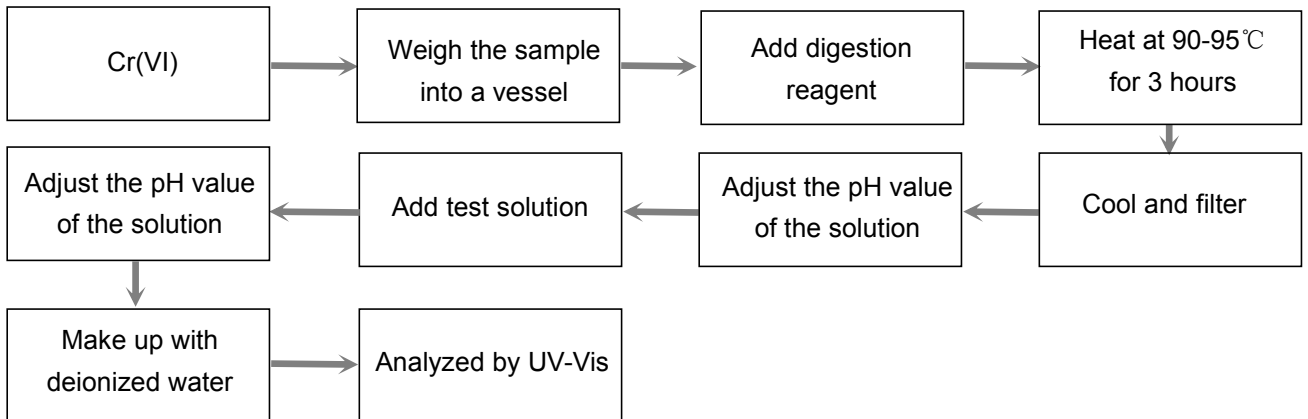 Cr(VI)
Weigh the sample
into a vessel
Add digestion
reagent
Heat at 90-95℃
for 3 hours
Cool and filter
Adjust the pH value
of the solution
Add test solution
Adjust the pH value
of the solution
Make up with
deionized water
Analyzed by UV-Vis